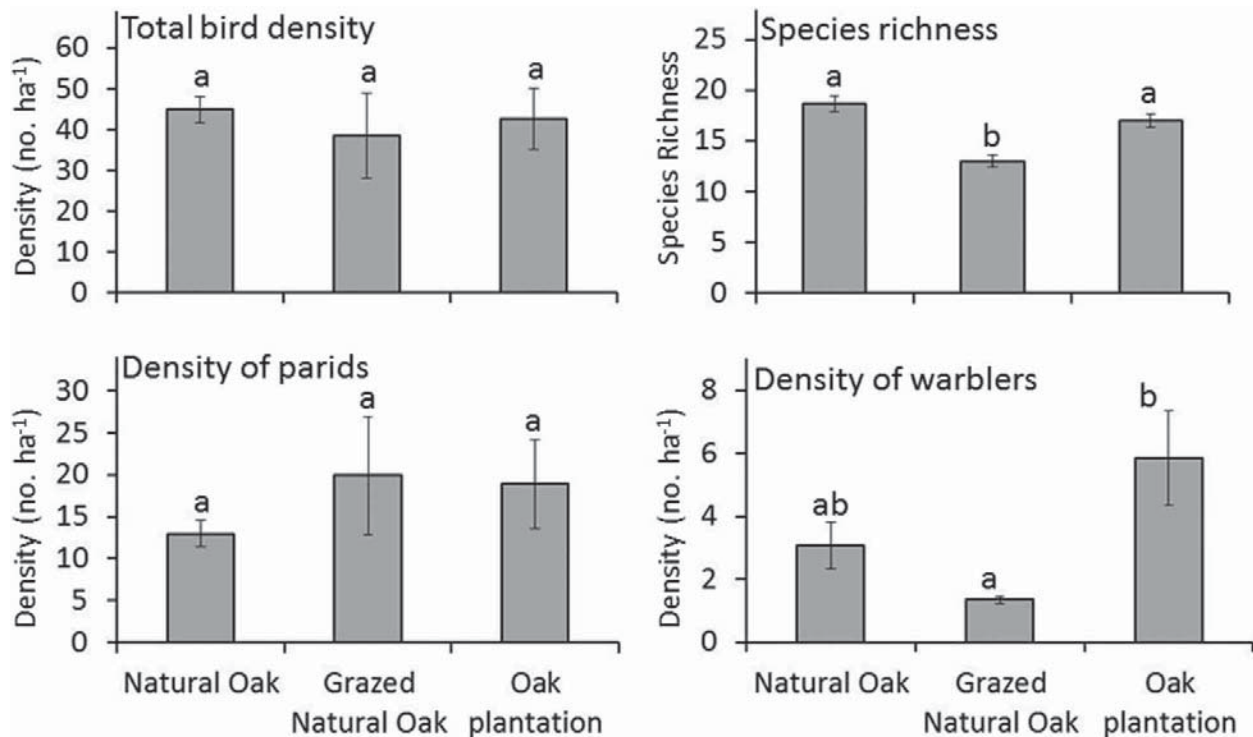 Total bird density
Density (no. ha⁻¹)
60
50
40
30
20
10
0
a
a
a
Species richness
Species Richness
25
20
15
10
5
0
a
b
a
Density of parids
Density (no. ha⁻¹)
30
25
20
15
10
5
0
a
a
a
Natural Oak
Grazed
Natural Oak
Oak
plantation
Density of warblers
Density (no. ha⁻¹)
8
6
4
2
0
ab
a
b
Natural Oak
Grazed
Natural Oak
Oak
plantation